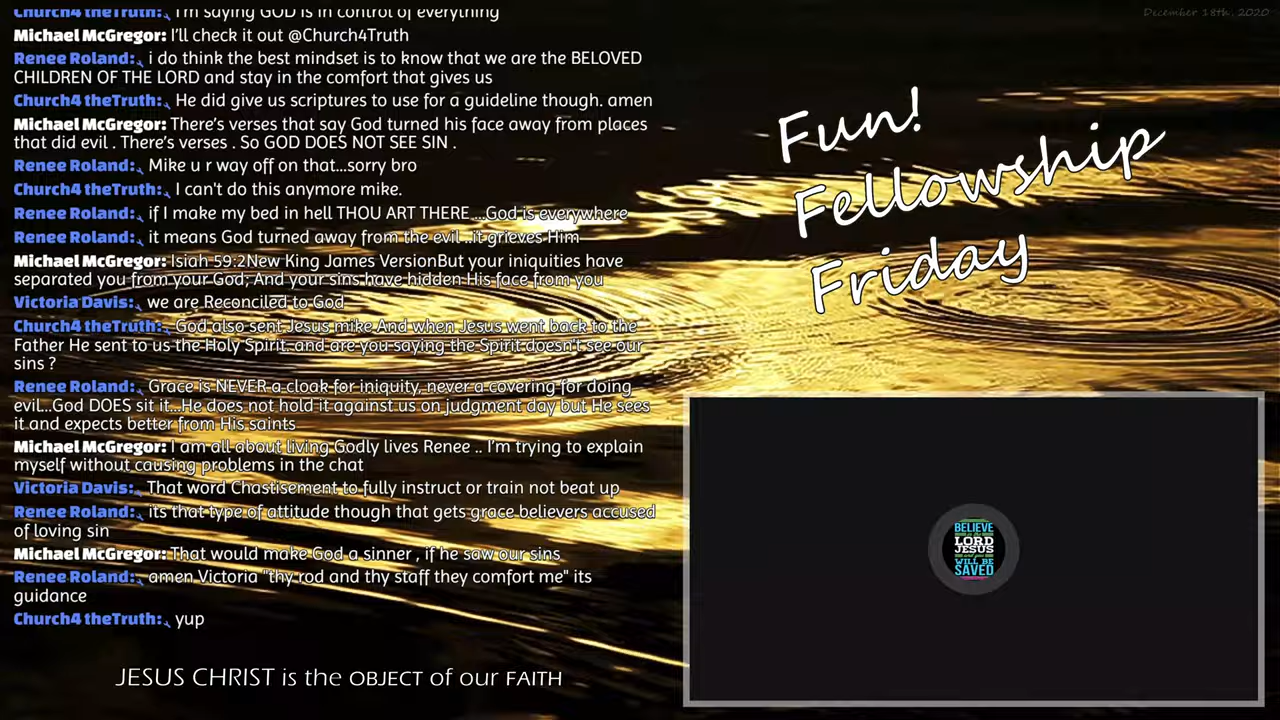 Church4 theTruth: I'm saying GOD is in control of everything
Michael McGregor: I'll check it out @Church4Truth
Renee Roland: i do think the best mindset is to know that we are the BELOVED
CHILDREN OF THE LORD and stay in the comfort that gives us
Church4 theTruth: He did give us scriptures to use for a guideline though. amen
Michael McGregor: There's verses that say God turned his face away from places
that did evil . There's verses . So GOD DOES NOT SEE SIN .
Renee Roland: Mike u r way off on that...sorry bro
Church4 theTruth: I can't do this anymore mike.
Renee Roland: if I make my bed in hell THOU ART THERE ...God is everywhere
Renee Roland: it means God turned away from the evil ..it grieves Him
Michael McGregor: Isiah 59:2New King James VersionBut your iniquities have
separated you from your God; And your sins have hidden His face from you
Victoria Davis: we are Reconciled to God
Church4 theTruth: God also sent Jesus mike And when Jesus went back to the
Father He sent to us the Holy Spirit. and are you saying the Spirit doesn't see our
sins ?
Renee Roland: Grace is NEVER a cloak for iniquity, never a covering for doing
evil...God DOES sit it...He does not hold it against us on judgment day but He sees
it and expects better from His saints
Michael McGregor: I am all about living Godly lives Renee .. I'm trying to explain
myself without causing problems in the chat
Victoria Davis: That word Chastisement to fully instruct or train not beat up
Renee Roland: its that type of attitude though that gets grace believers accused
of loving sin
Michael McGregor: That would make God a sinner , if he saw our sins
Renee Roland: amen Victoria "thy rod and thy staff they comfort me" its
guidance
Church4 theTruth: yup
JESUS CHRIST is the OBJECT of our FAITH
December 18th, 2020
Fun!
Fellowship
Friday
BELIEVE
LORD
JESUS
WILL BE
SAVED